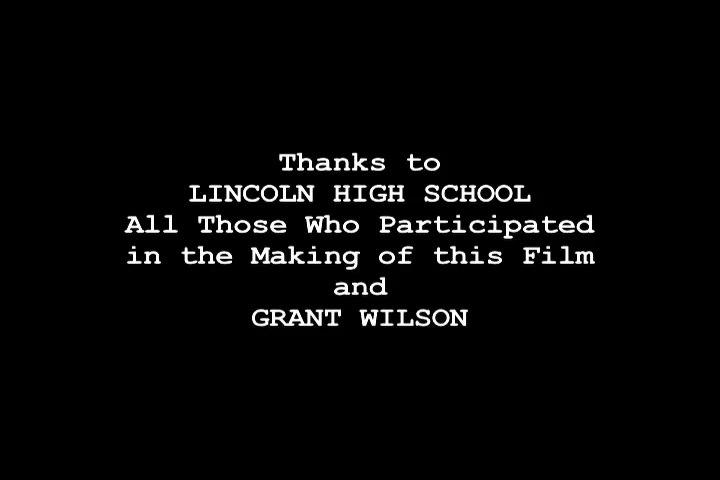 Thanks to
LINCOLN HIGH SCHOOL
All Those Who Participated
in the Making of this Film
and
GRANT WILSON